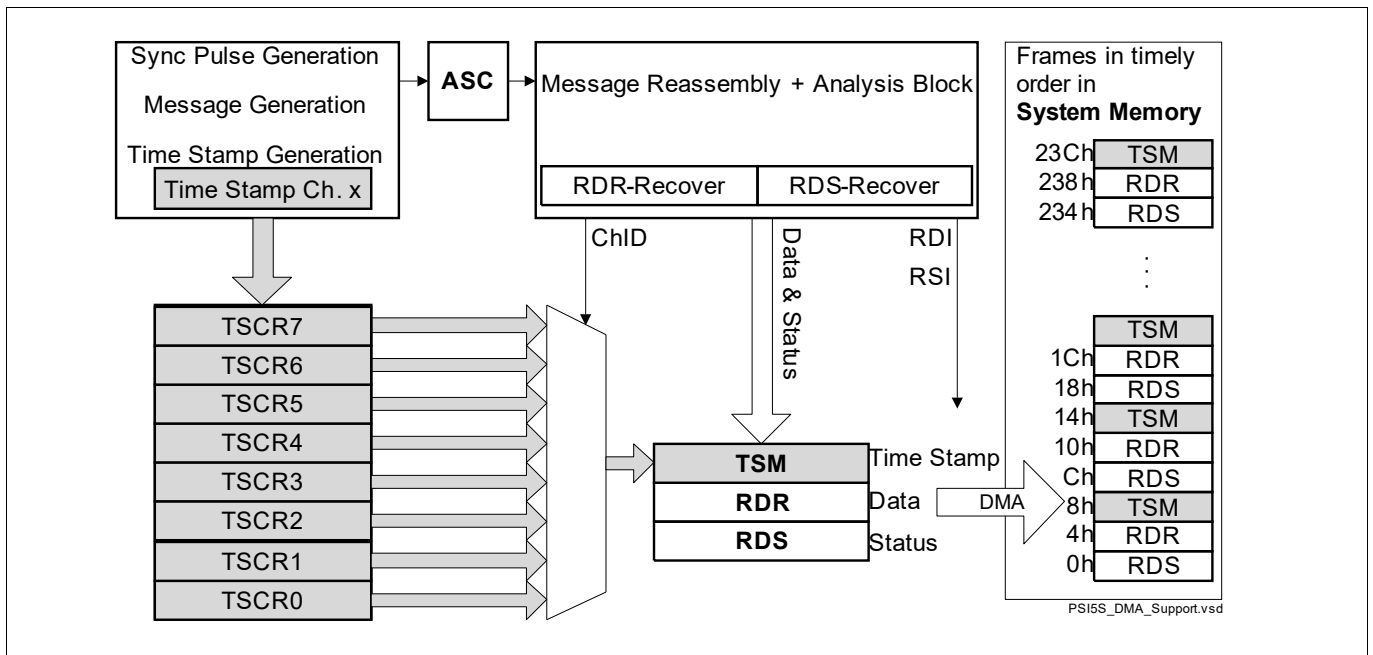 Sync Pulse Generation
Message Generation
Time Stamp Generation
Time Stamp Ch. x
ASC
Message Reassembly + Analysis Block
RDR-Recover
RDS-Recover
Frames in timely
order in
System Memory
23Ch TSM
238h RDR
234h RDS
ChID
Data & Status
RDI
RSI
TSCR7
TSCR6
TSCR5
TSCR4
TSCR3
TSCR2
TSCR1
TSCR0
TSM Time Stamp
RDR Data
RDS Status
DMA
TSM
1Ch RDR
18h RDS
14h TSM
10h RDR
Ch RDS
8h TSM
4h RDR
0h RDS
PSI5S_DMA_Support.vsd